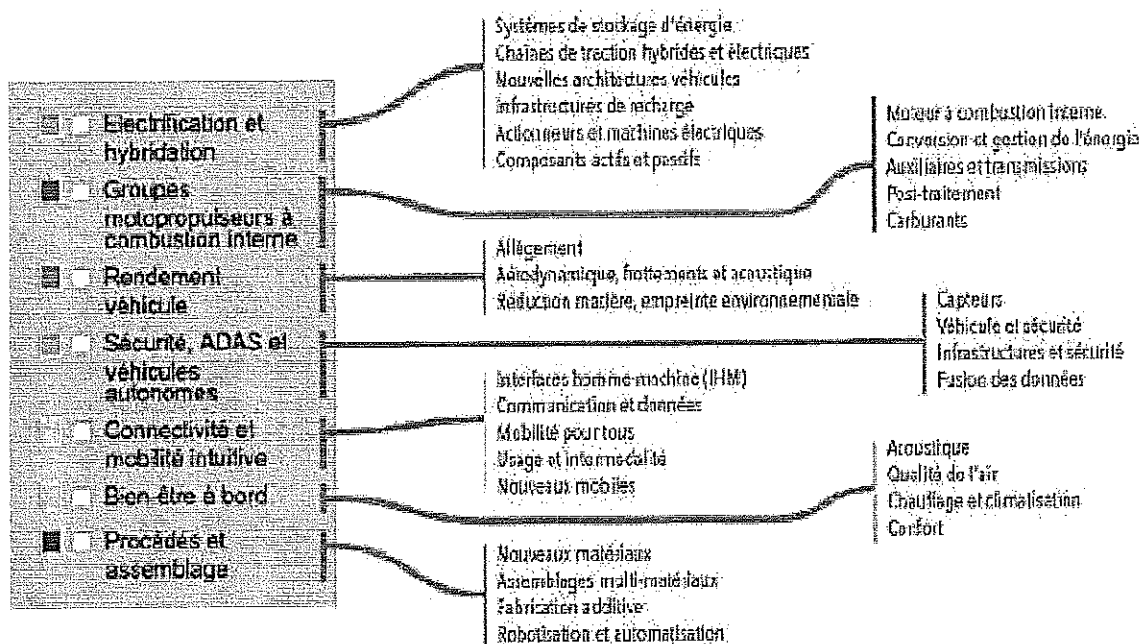 Electrification et
hybridation
Systèmes de stockage d'énergie
Chaînes de traction hybrides et électriques
Nouvelles architectures véhicules
Infrastructures de recharge
Actionneurs et machines électriques
Composants actifs et passifs
Groupes
motopropulseurs à
combustion interne
Moteur à combustion interne.
Conversion et gestion de l'énergie
Auxiliaires et transmissions
Post-traitement
Carburants
Rendement
véhicule
Allègement
Aérodynamique, frottements et acoustique
Réduction matière, empreinte environnementale
Sécurité, ADAS et
véhicules
autonomes
Capteurs
Véhicule et sécurité
Infrastructures et sécurité
Fusion des données
Connectivité et
mobilité intuitive
Interfaces homme-machine (IHM)
Communication et données
Mobilité pour tous
Usage et intermodalité
Nouveaux mobiles
Bien-être à bord
Acoustique
Qualité de l'air
Chauffage et climatisation
Confort
Procédés et
assemblage
Nouveaux matériaux
Assemblages multi-matériaux
Fabrication additive
Robotisation et automatisation